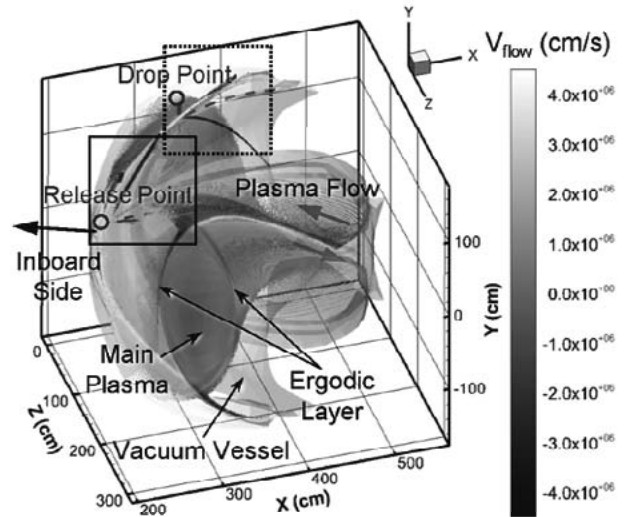 Y
X
Z
V_flow (cm/s)
Drop Point
Release Point
Plasma Flow
Inboard
Side
Main
Plasma
Ergodic
Layer
Vacuum Vessel
4.0x10⁺⁰⁶
3.0x10⁺⁰⁶
2.0x10⁺⁰⁶
1.0x10⁺⁰⁶
0.0x10⁺⁰⁰
-1.0x10⁺⁰⁶
-2.0x10⁺⁰⁶
-3.0x10⁺⁰⁶
-4.0x10⁺⁰⁶
100
0
-100
Y (cm)
0
100
200
300
Z (cm)
200
300
400
500
X (cm)